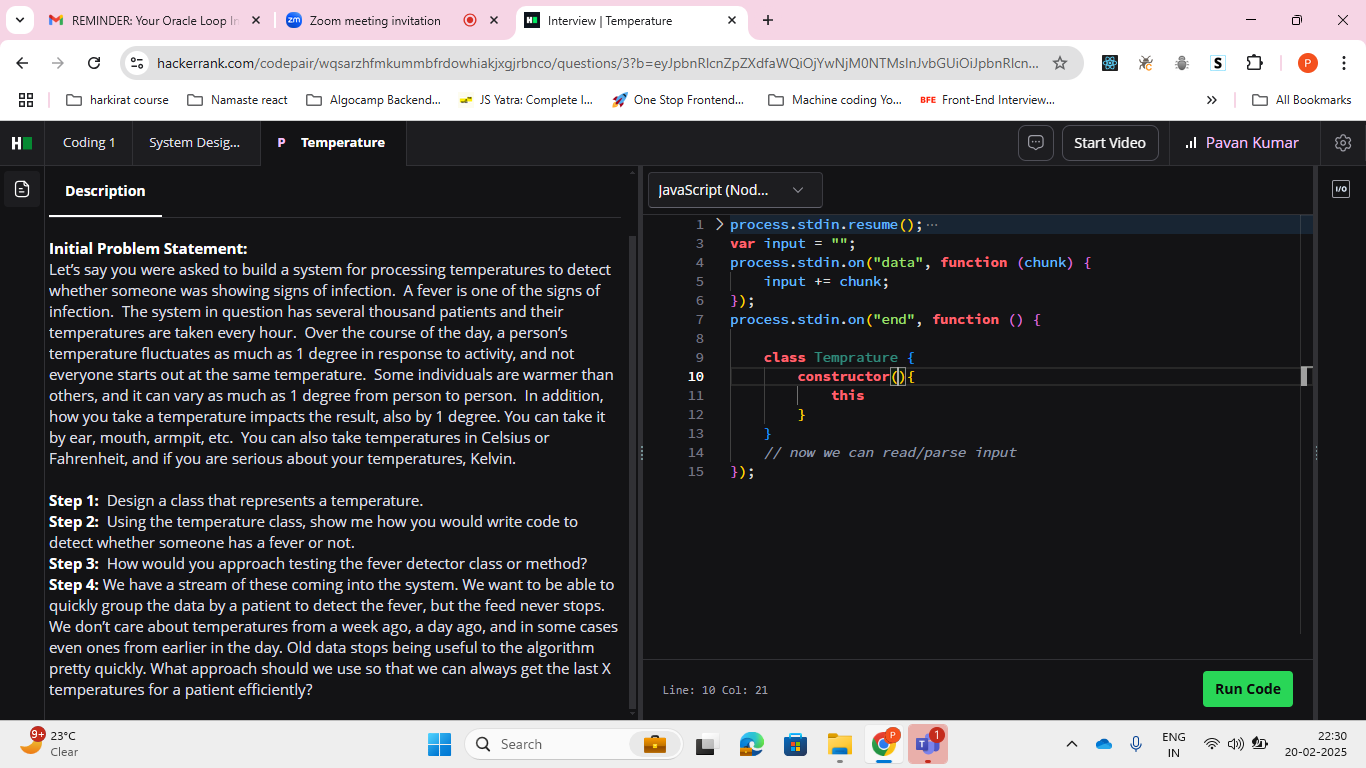 REMINDER: Your Oracle Loop In
Zoom meeting invitation
Interview | Temperature
hackerrank.com/codepair/wqsarzhfmkummbfrdowhiakjxgjrbnco/questions/3?b=eyJpbnRlcnZpZXdfaWQiOjYwNjM0NTMsInJvbGUiOiJpbnRlcn...
S
P
harkirat course
Namaste react
Algocamp Backend...
JS Yatra: Complete I...
One Stop Frontend...
Machine coding Yo...
BFE Front-End Interview...
All Bookmarks
H
Coding 1
System Desig...
P Temperature
Start Video
Pavan Kumar
Description
Initial Problem Statement:
Let's say you were asked to build a system for processing temperatures to detect
whether someone was showing signs of infection.  A fever is one of the signs of
infection.  The system in question has several thousand patients and their
temperatures are taken every hour.  Over the course of the day, a person's
temperature fluctuates as much as 1 degree in response to activity, and not
everyone starts out at the same temperature.  Some individuals are warmer than
others, and it can vary as much as 1 degree from person to person.  In addition,
how you take a temperature impacts the result, also by 1 degree. You can take it
by ear, mouth, armpit, etc.  You can also take temperatures in Celsius or
Fahrenheit, and if you are serious about your temperatures, Kelvin.
Step 1:  Design a class that represents a temperature.
Step 2:  Using the temperature class, show me how you would write code to
detect whether someone has a fever or not.
Step 3:  How would you approach testing the fever detector class or method?
Step 4: We have a stream of these coming into the system. We want to be able to
quickly group the data by a patient to detect the fever, but the feed never stops.
We don't care about temperatures from a week ago, a day ago, and in some cases
even ones from earlier in the day. Old data stops being useful to the algorithm
pretty quickly. What approach should we use so that we can always get the last X
temperatures for a patient efficiently?
JavaScript (Nod...
I/O
1 process.stdin.resume();···
3 var input = "";
4 process.stdin.on("data", function (chunk) {
5 input += chunk;
6 });
7 process.stdin.on("end", function () {
8
9 class Temprature {
10 constructor(){
11 this
12 }
13 }
14 // now we can read/parse input
15 });
Line: 10 Col: 21
Run Code
9+
23°C
Clear
Search
P
1
ENG
IN
22:30
20-02-2025